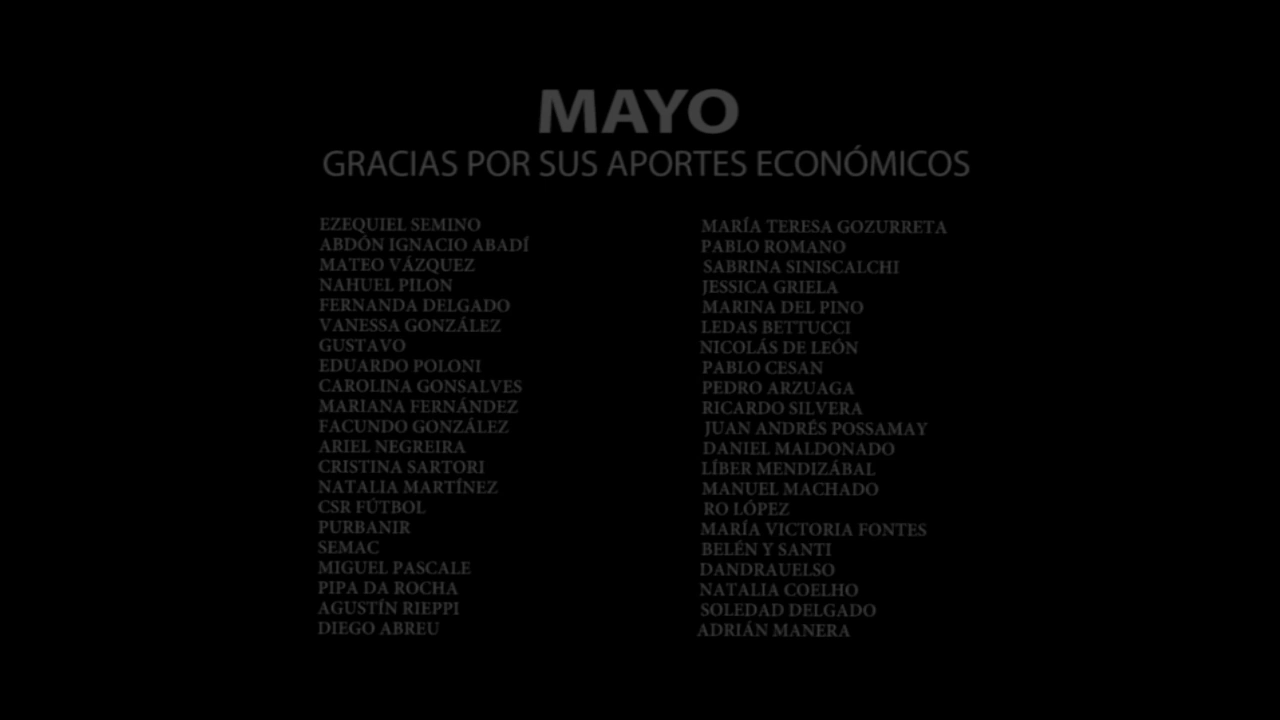 MAYO
GRACIAS POR SUS APORTES ECONÓMICOS
EZEQUIEL SEMINO
ABDÓN IGNACIO ABADÍ
MATEO VÁZQUEZ
NAHUEL PILON
FERNANDA DELGADO
VANESSA GONZÁLEZ
GUSTAVO
EDUARDO POLONI
CAROLINA GONSALVES
MARIANA FERNÁNDEZ
FACUNDO GONZÁLEZ
ARIEL NEGREIRA
CRISTINA SARTORI
NATALIA MARTÍNEZ
CSR FÚTBOL
PURBANIR
SEMAC
MIGUEL PASCALE
PIPA DA ROCHA
AGUSTÍN RIEPPI
DIEGO ABREU
MARÍA TERESA GOZURRETA
PABLO ROMANO
SABRINA SINISCALCHI
JESSICA GRIELA
MARINA DEL PINO
LEDAS BETTUCCI
NICOLÁS DE LEÓN
PABLO CESAN
PEDRO ARZUAGA
RICARDO SILVERA
JUAN ANDRÉS POSSAMAY
DANIEL MALDONADO
LÍBER MENDIZÁBAL
MANUEL MACHADO
RO LÓPEZ
MARÍA VICTORIA FONTES
BELÉN Y SANTI
DANDRAUELSO
NATALIA COELHO
SOLEDAD DELGADO
ADRIÁN MANERA